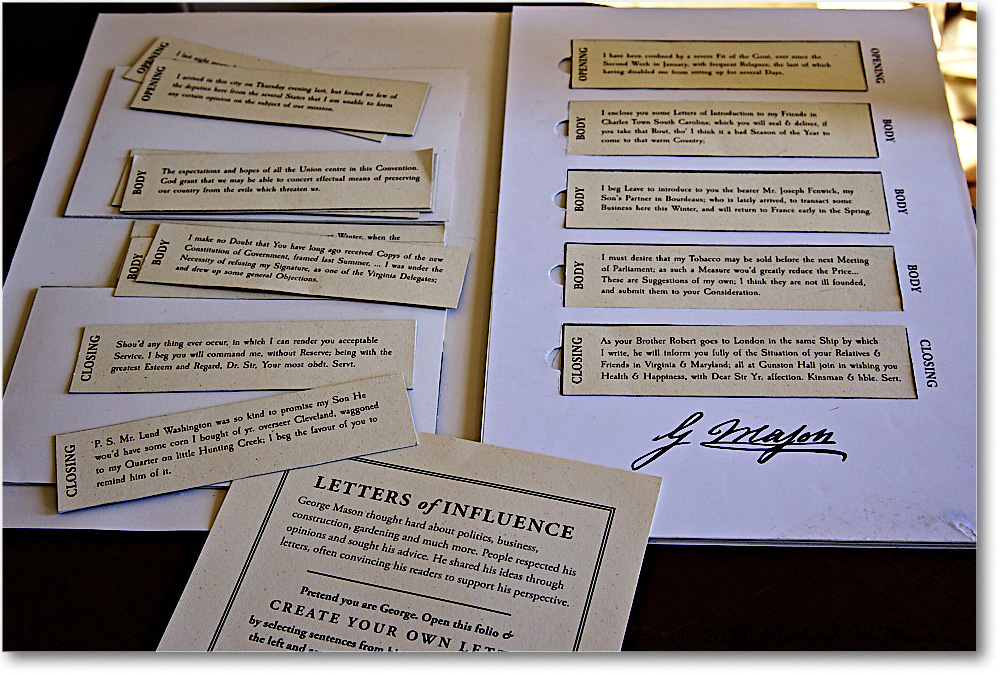 OPENING
I last night
OPENING
I arrived in this city on Thursday evening last, but found so few of
the deputies here from the several States that I am unable to form
any certain opinion on the subject of our mission.
BODY
The expectations and hopes of all the Union centre in this Convention.
God grant that we may be able to concert effectual means of preserving
our country from the evils which threaten us.
Winter, when the
BODY
BODY
I make no Doubt that You have long ago received Copys of the new
Constitution of Government, framed last Summer, ... I was under the
Necessity of refusing my Signature, as one of the Virginia Delegates;
and drew up some general Objections.
CLOSING
Shou'd any thing ever occur, in which I can render you acceptable
Service, I beg you will command me, without Reserve; being with the
greatest Esteem and Regard, Dr. Sir, Your most obdt. Servt.
CLOSING
P. S. Mr. Lund Washington was so kind to promise my Son He
wou'd have some corn I bought of yr. overseer Cleveland, waggoned
to my Quarter on little Hunting Creek; I beg the favour of you to
remind him of it.
OPENING
I have been confined by a severe Fit of the Gout, ever since the
Second Week in January, with frequent Relapses, the last of which
having disabled me from sitting up for several Days.
OPENING
BODY
I enclose you some Letters of Introduction to my Friends in
Charles Town South Carolina; which you will seal & deliver, if
you take that Rout, tho' I think it a bad Season of the Year to
come to that warm Country;
BODY
BODY
I beg Leave to introduce to you the bearer Mr. Joseph Fenwick, my
Son's Partner in Bourdeaux; who is lately arrived, to transact some
Business here this Winter, and will return to France early in the Spring.
BODY
BODY
I must desire that my Tobacco may be sold before the next Meeting
of Parliament; as such a Measure wou'd greatly reduce the Price...
These are Suggestions of my own; I think they are not ill founded,
and submit them to your Consideration.
BODY
CLOSING
As your Brother Robert goes to London in the same Ship by which
I write, he will inform you fully of the Situation of your Relatives &
Friends in Virginia & Maryland; all at Gunston Hall join in wishing you
Health & Happiness, with Dear Sir Yr. affection. Kinsman & hble. Sert.
CLOSING
G Mason
LETTERS of INFLUENCE
George Mason thought hard about politics, business,
construction, gardening and much more. People respected his
opinions and sought his advice. He shared his ideas through
letters, often convincing his readers to support his perspective.
Pretend you are George. Open this folio &
CREATE YOUR OWN LETT
by selecting sentences from
the left and